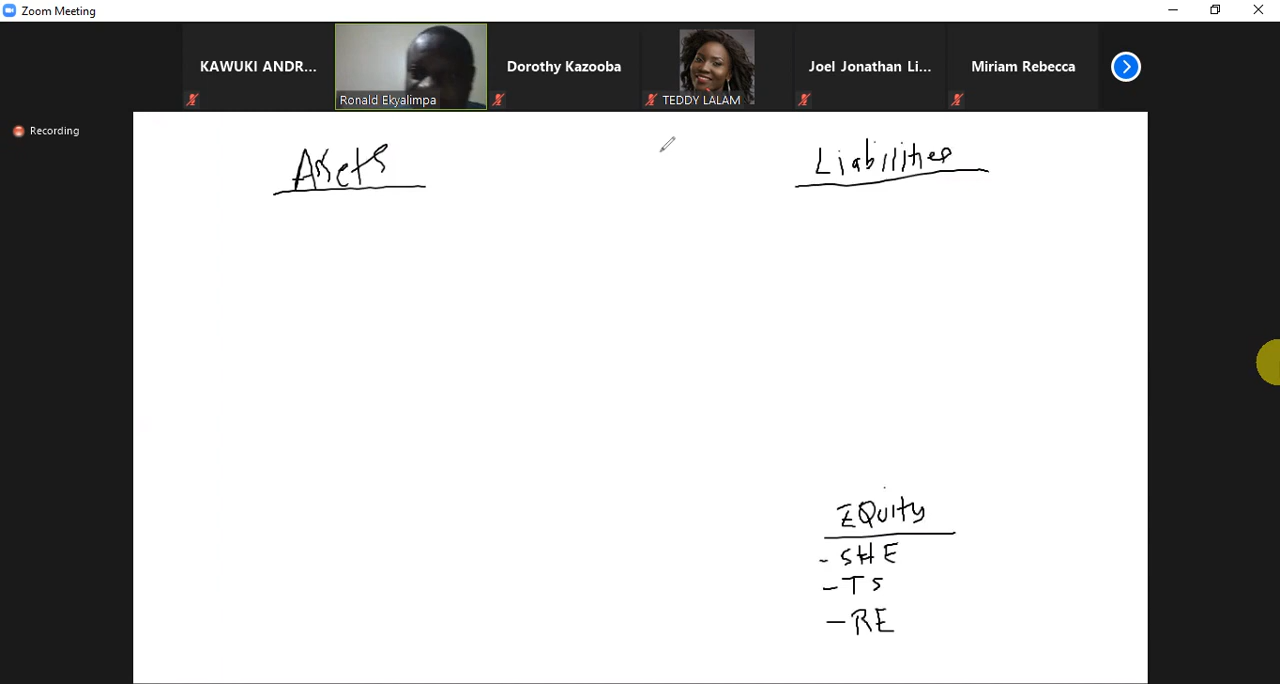 Zoom Meeting
KAWUKI ANDR...
Ronald Ekyalimpa
Dorothy Kazooba
TEDDY LALAM
Joel Jonathan Li...
Miriam Rebecca
Recording
Assets
Liabilities
EQuity
- SHE
- TS
- RE